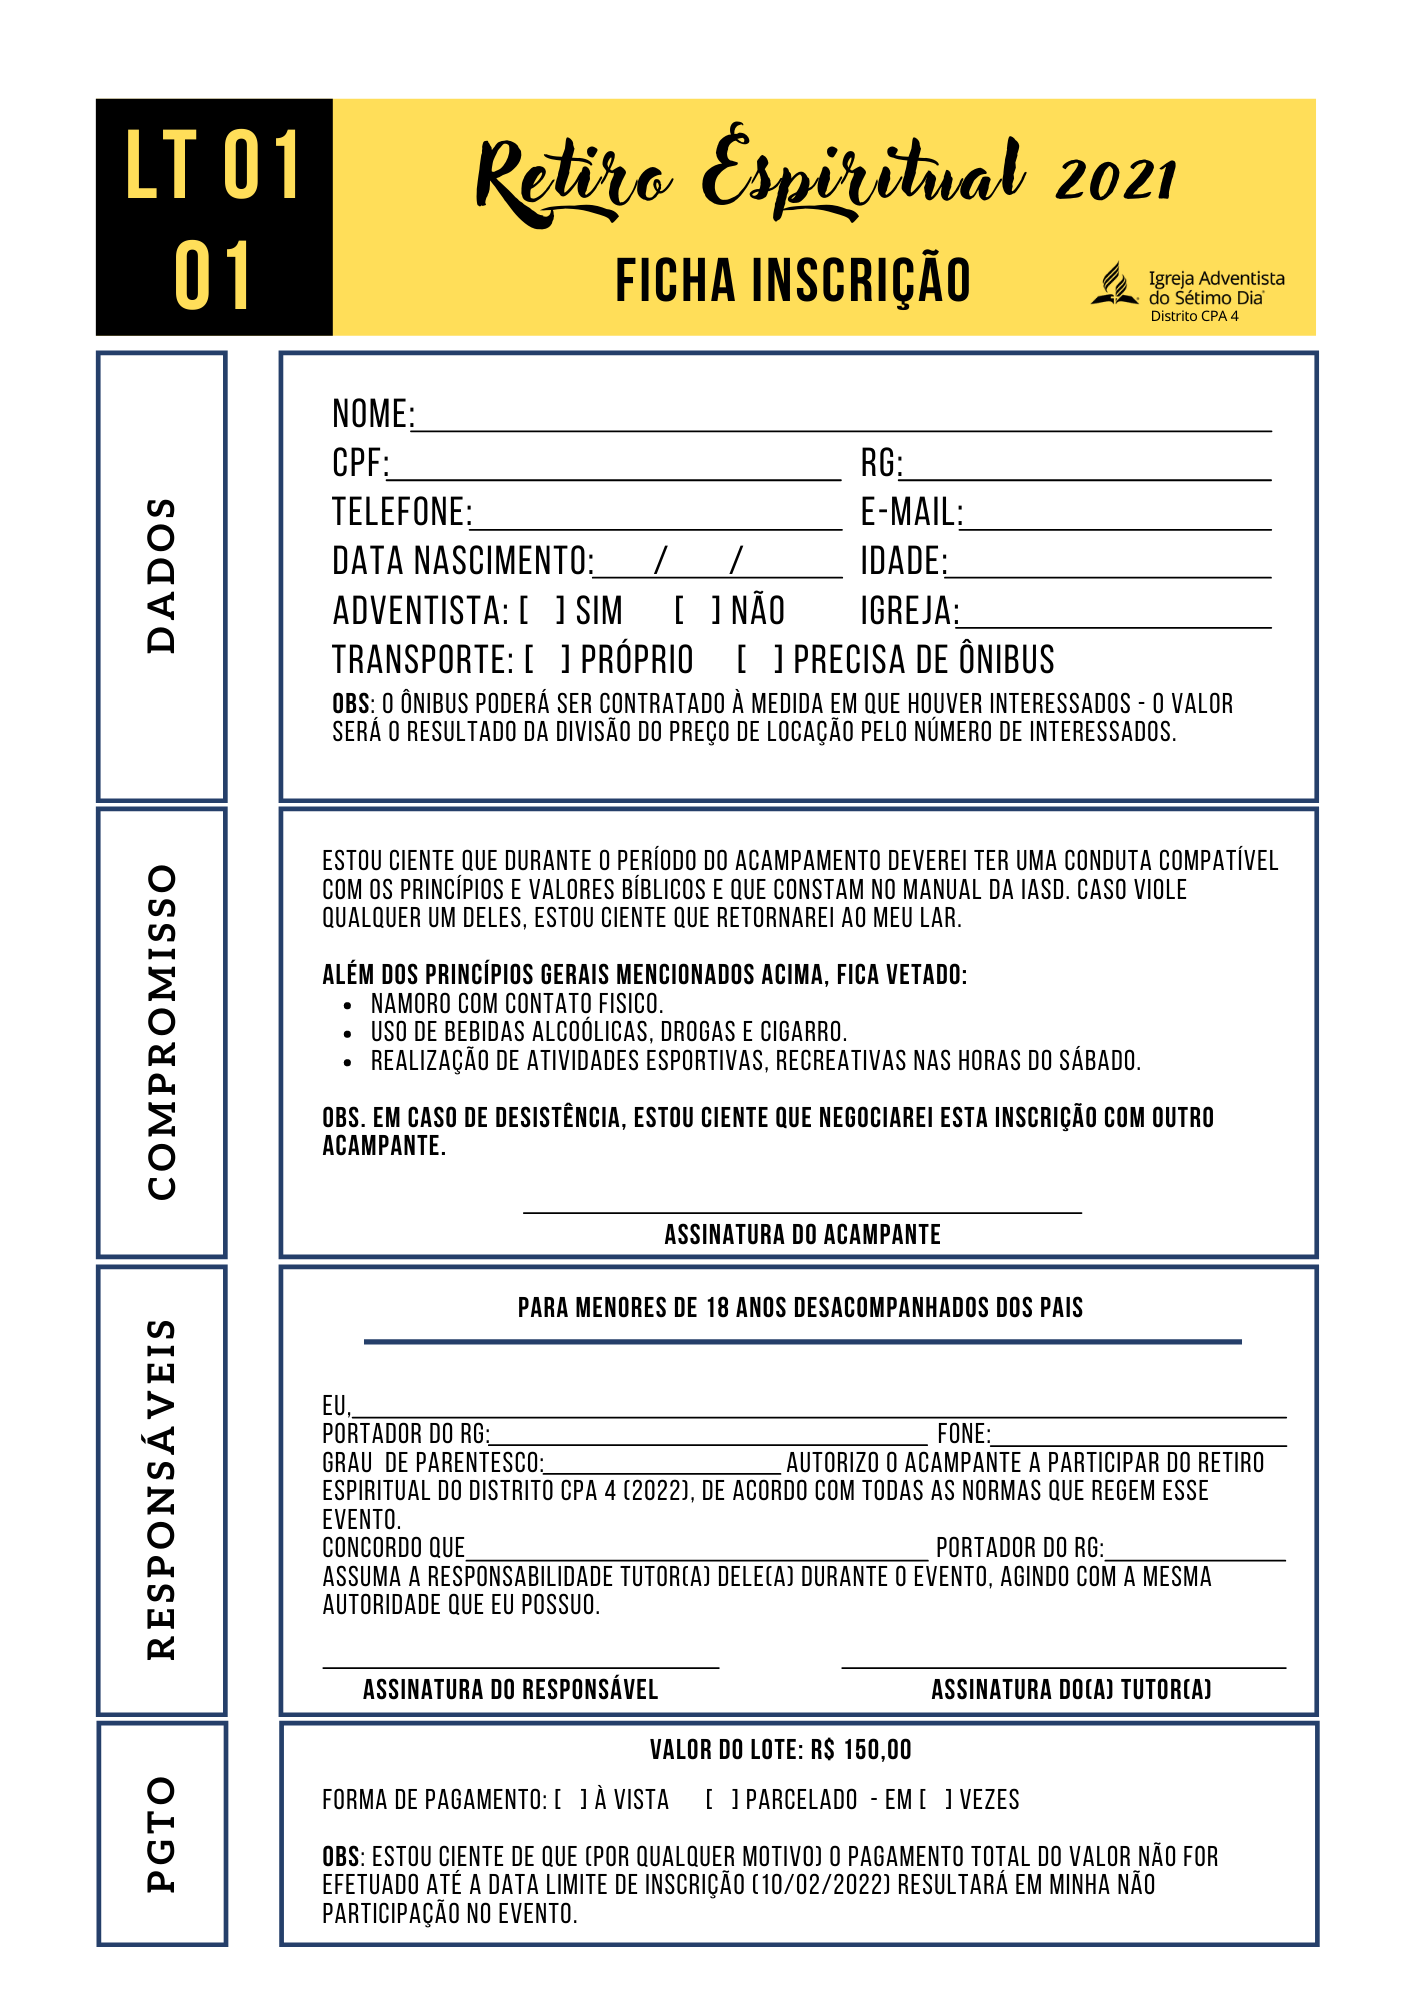 LT 01
01
Retiro Espiritual 2021
FICHA INSCRIÇÃO
Igreja Adventista
do Sétimo Dia
Distrito CPA 4
DADOS
NOME:
CPF: RG:
TELEFONE: E-MAIL:
DATA NASCIMENTO: / / IDADE:
ADVENTISTA: [ ] SIM [ ] NÃO IGREJA:
TRANSPORTE: [ ] PRÓPRIO [ ] PRECISA DE ÔNIBUS
OBS: O ÔNIBUS PODERÁ SER CONTRATADO À MEDIDA EM QUE HOUVER INTERESSADOS - O VALOR
SERÁ O RESULTADO DA DIVISÃO DO PREÇO DE LOCAÇÃO PELO NÚMERO DE INTERESSADOS.
COMPROMISSO
ESTOU CIENTE QUE DURANTE O PERÍODO DO ACAMPAMENTO DEVEREI TER UMA CONDUTA COMPATÍVEL
COM OS PRINCÍPIOS E VALORES BÍBLICOS E QUE CONSTAM NO MANUAL DA IASD. CASO VIOLE
QUALQUER UM DELES, ESTOU CIENTE QUE RETORNAREI AO MEU LAR.
ALÉM DOS PRINCÍPIOS GERAIS MENCIONADOS ACIMA, FICA VETADO:
• NAMORO COM CONTATO FISICO.
• USO DE BEBIDAS ALCOÓLICAS, DROGAS E CIGARRO.
• REALIZAÇÃO DE ATIVIDADES ESPORTIVAS, RECREATIVAS NAS HORAS DO SÁBADO.
OBS. EM CASO DE DESISTÊNCIA, ESTOU CIENTE QUE NEGOCIAREI ESTA INSCRIÇÃO COM OUTRO
ACAMPANTE.
ASSINATURA DO ACAMPANTE
RESPONSÁVEIS
PARA MENORES DE 18 ANOS DESACOMPANHADOS DOS PAIS
EU,
PORTADOR DO RG: FONE:
GRAU DE PARENTESCO: AUTORIZO O ACAMPANTE A PARTICIPAR DO RETIRO
ESPIRITUAL DO DISTRITO CPA 4 (2022), DE ACORDO COM TODAS AS NORMAS QUE REGEM ESSE
EVENTO.
CONCORDO QUE PORTADOR DO RG:
ASSUMA A RESPONSABILIDADE TUTOR(A) DELE(A) DURANTE O EVENTO, AGINDO COM A MESMA
AUTORIDADE QUE EU POSSUO.
ASSINATURA DO RESPONSÁVEL ASSINATURA DO(A) TUTOR(A)
PGTO
VALOR DO LOTE: R$ 150,00
FORMA DE PAGAMENTO: [ ] À VISTA [ ] PARCELADO - EM [ ] VEZES
OBS: ESTOU CIENTE DE QUE (POR QUALQUER MOTIVO) O PAGAMENTO TOTAL DO VALOR NÃO FOR
EFETUADO ATÉ A DATA LIMITE DE INSCRIÇÃO (10/02/2022) RESULTARÁ EM MINHA NÃO
PARTICIPAÇÃO NO EVENTO.